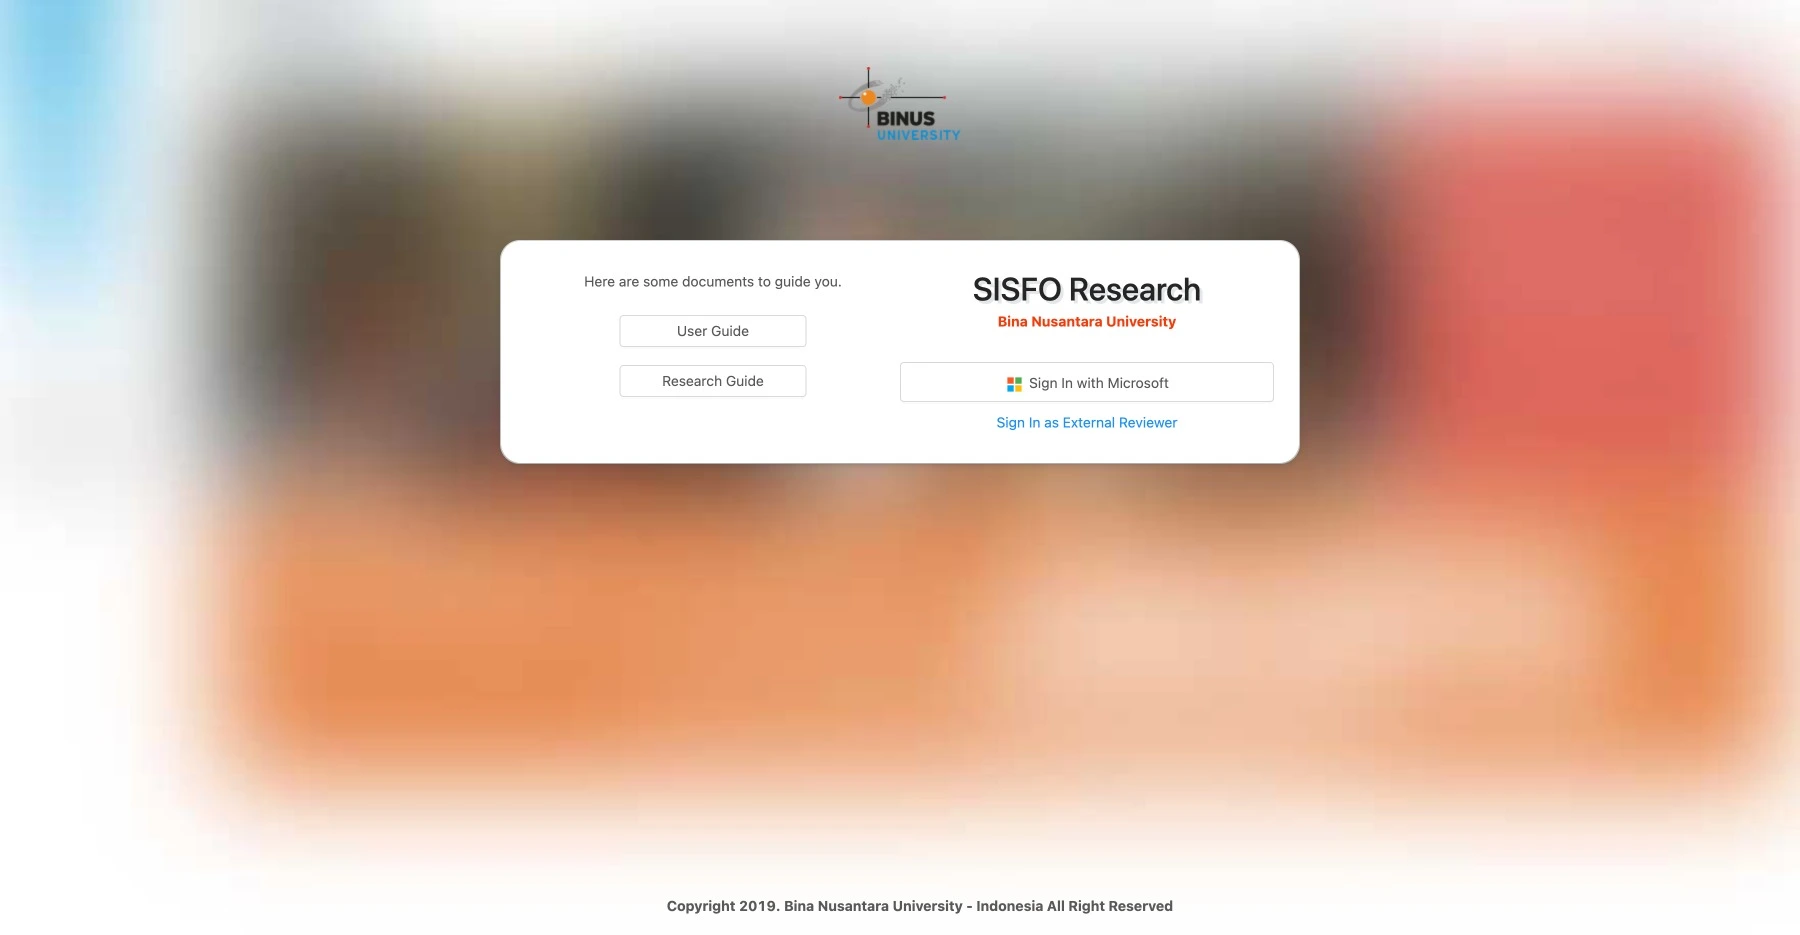 BINUS
UNIVERSITY
Here are some documents to guide you.
User Guide
Research Guide
SISFO Research
Bina Nusantara University
Sign In with Microsoft
Sign In as External Reviewer
Copyright 2019. Bina Nusantara University - Indonesia All Right Reserved